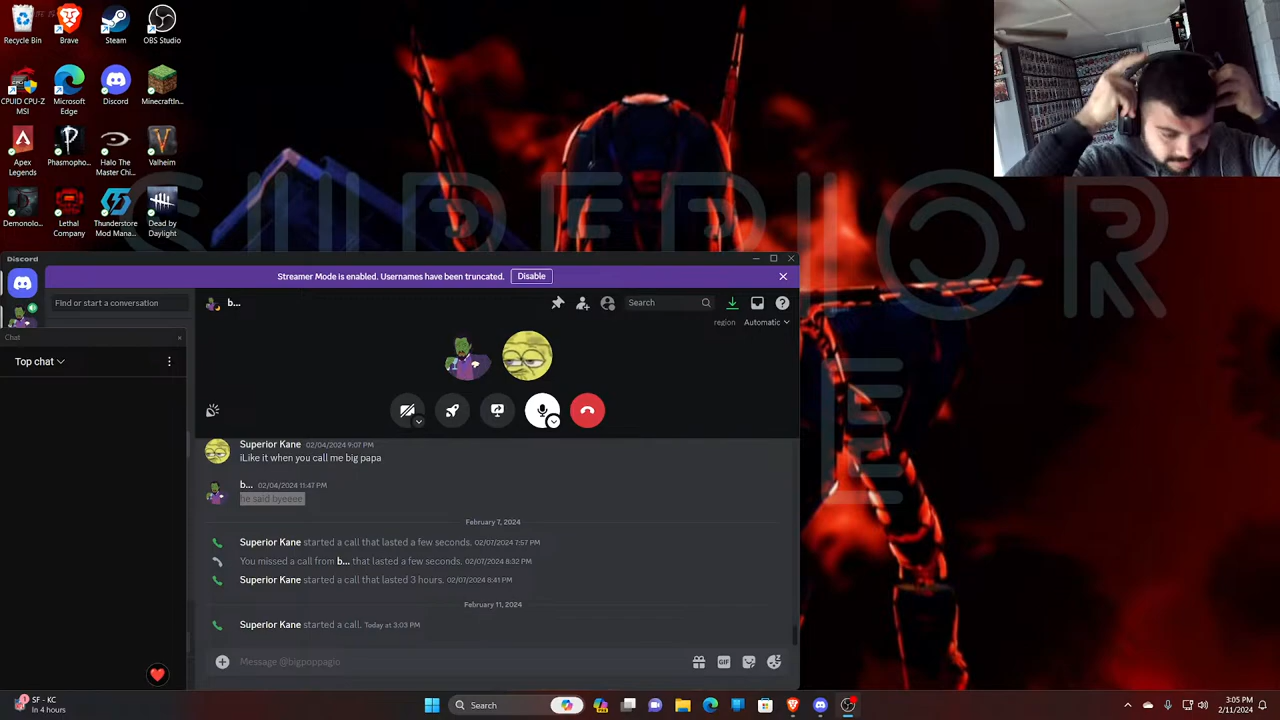 Recycle Bin
Brave
Steam
OBS Studio
CPUID CPU-Z MSI
Microsoft Edge
Discord
MinecraftIn...
Apex Legends
Phasmopho...
Halo The Master Chi...
Valheim
Demonolo...
Lethal Company
Thunderstore Mod Mana...
Dead by Daylight
SUPERIOR
E
Discord
Streamer Mode is enabled. Usernames have been truncated.
Disable
Find or start a conversation
b...
Search
region
Automatic
Chat
Top chat
Superior Kane 02/04/2024 9:07 PM
iLike it when you call me big papa
b... 02/04/2024 11:47 PM
he said byeeee
February 7, 2024
Superior Kane started a call that lasted a few seconds. 02/07/2024 7:57 PM
You missed a call from b... that lasted a few seconds. 02/07/2024 8:32 PM
Superior Kane started a call that lasted 3 hours. 02/07/2024 8:41 PM
February 11, 2024
Superior Kane started a call. Today at 3:03 PM
Message @bigpoppagio
GIF
SF - KC
In 4 hours
Search
3:05 PM
2/11/2024